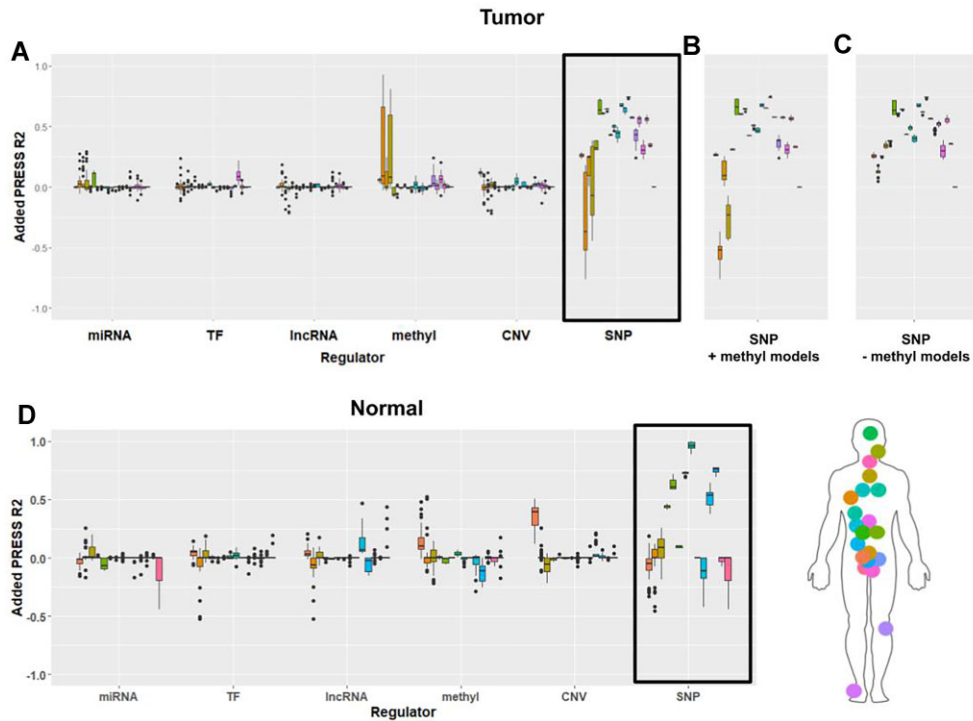 Tumor
A
B
C
Added PRESS R2
1.0
0.5
0.0
-0.5
-1.0
miRNA TF lncRNA methyl CNV SNP
Regulator
SNP
+ methyl models
SNP
- methyl models
Normal
D
Added PRESS R2
1.0
0.5
0.0
-0.5
-1.0
miRNA TF lncRNA methyl CNV SNP
Regulator